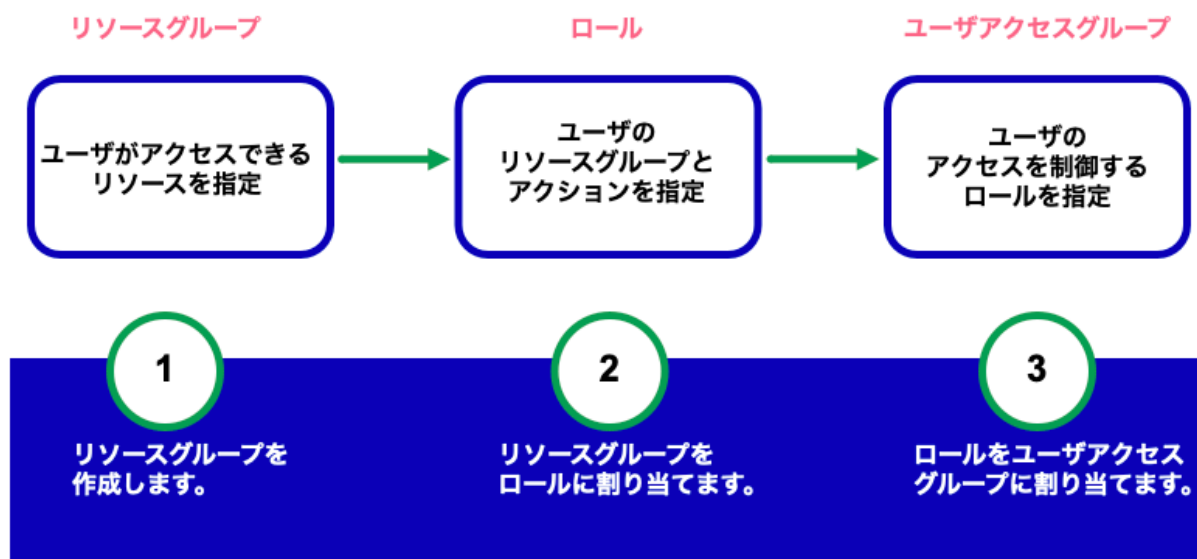 リソースグループ
ロール
ユーザアクセスグループ
ユーザがアクセスできる
リソースを指定
ユーザの
リソースグループと
アクションを指定
ユーザの
アクセスを制御する
ロールを指定
1
2
3
リソースグループを
作成します。
リソースグループを
ロールに割り当てます。
ロールをユーザアクセス
グループに割り当てます。